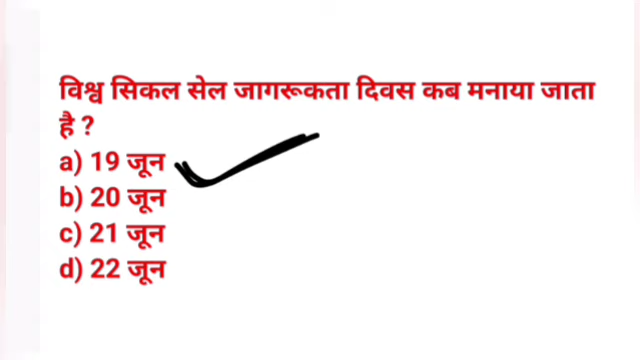 विश्व सिकल सेल जागरूकता दिवस कब मनाया जाता
है ?
a) 19 जून
b) 20 जून
c) 21 जून
d) 22 जून